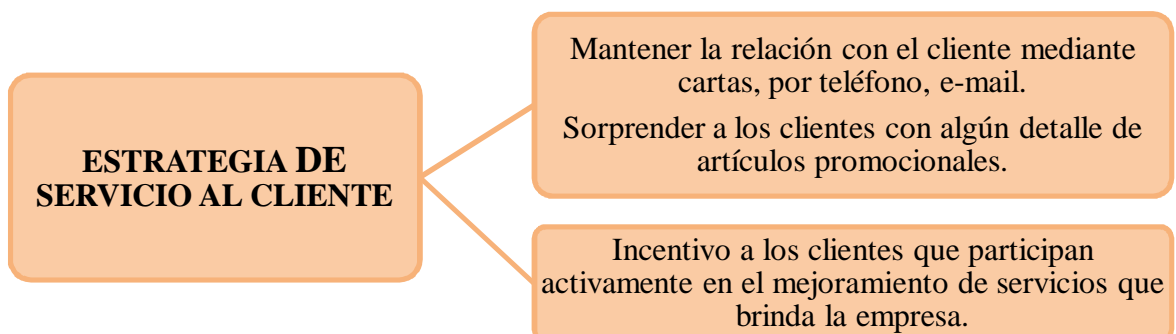 ESTRATEGIA DE
SERVICIO AL CLIENTE
Mantener la relación con el cliente mediante
cartas, por teléfono, e-mail.
Sorprender a los clientes con algún detalle de
artículos promocionales.
Incentivo a los clientes que participan
activamente en el mejoramiento de servicios que
brinda la empresa.